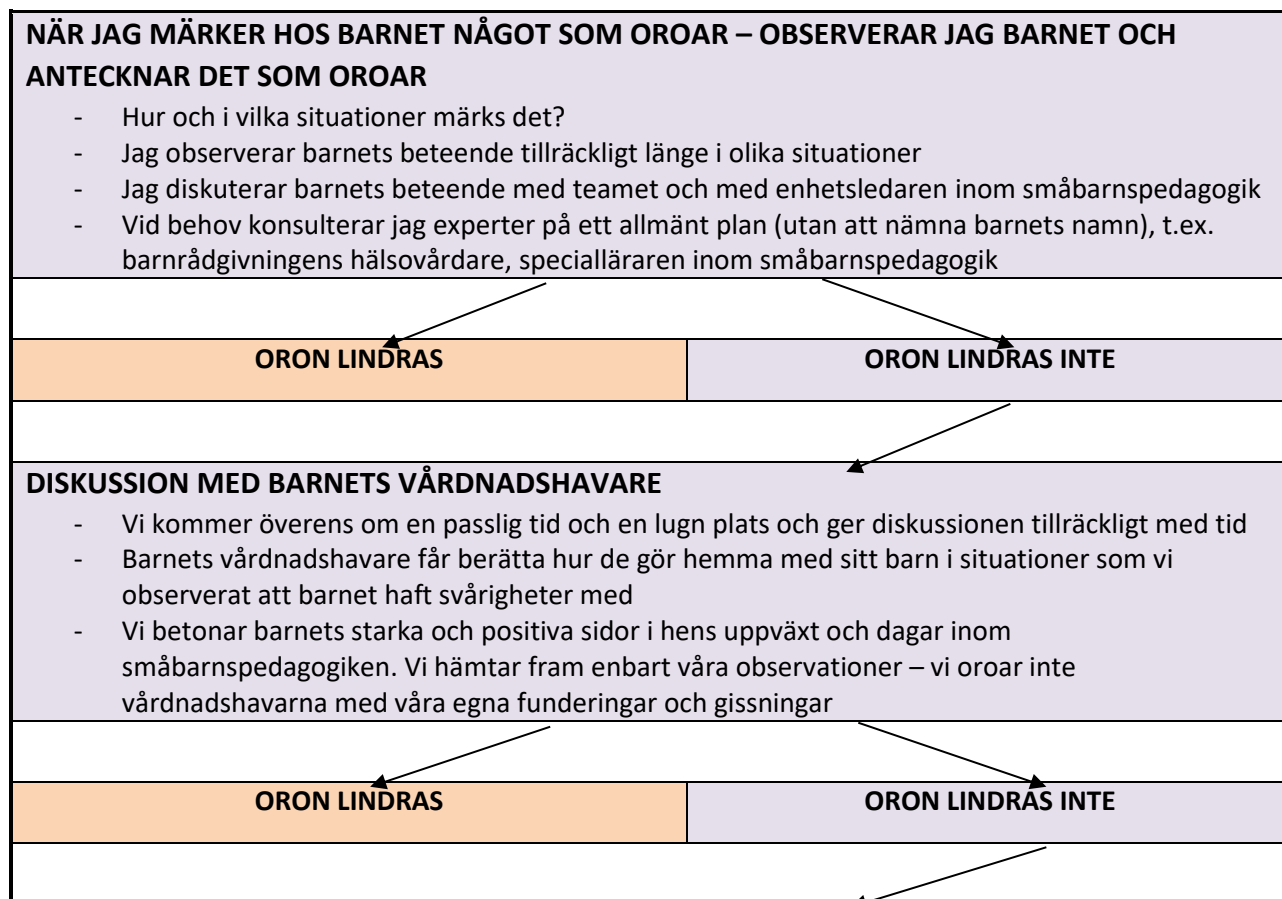 NÄR JAG MÄRKER HOS BARNET NÅGOT SOM OROAR – OBSERVERAR JAG BARNET OCH
ANTECKNAR DET SOM OROAR
- Hur och i vilka situationer märks det?
- Jag observerar barnets beteende tillräckligt länge i olika situationer
- Jag diskuterar barnets beteende med teamet och med enhetsledaren inom småbarnspedagogik
- Vid behov konsulterar jag experter på ett allmänt plan (utan att nämna barnets namn), t.ex.
barnrådgivningens hälsovårdare, specialläraren inom småbarnspedagogik
ORON LINDRAS
ORON LINDRAS INTE
DISKUSSION MED BARNETS VÅRDNADSHAVARE
- Vi kommer överens om en passlig tid och en lugn plats och ger diskussionen tillräckligt med tid
- Barnets vårdnadshavare får berätta hur de gör hemma med sitt barn i situationer som vi
observerat att barnet haft svårigheter med
- Vi betonar barnets starka och positiva sidor i hens uppväxt och dagar inom
småbarnspedagogiken. Vi hämtar fram enbart våra observationer – vi oroar inte
vårdnadshavarna med våra egna funderingar och gissningar
ORON LINDRAS
ORON LINDRAS INTE